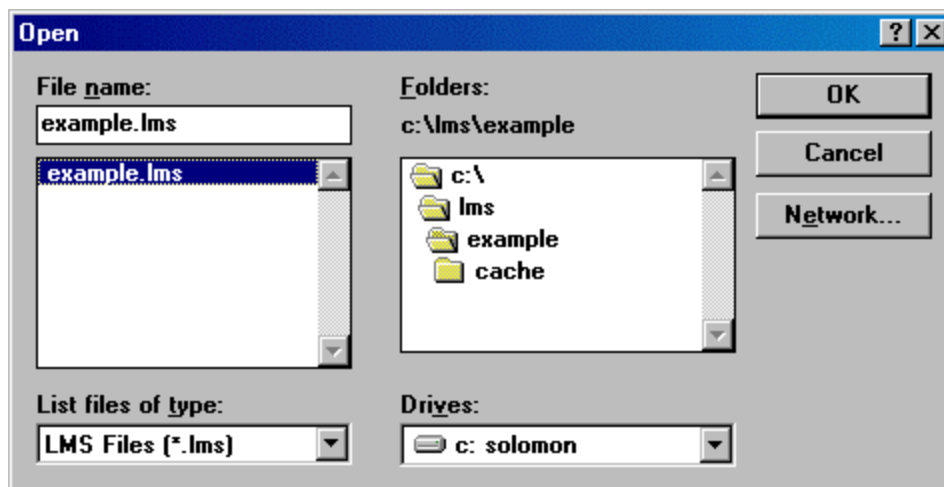 Open
File name:
example.lms
example.lms
List files of type:
LMS Files (*.lms)
Folders:
c:\lms\example
c:\
lms
example
cache
Drives:
c: solomon
OK
Cancel
Network...